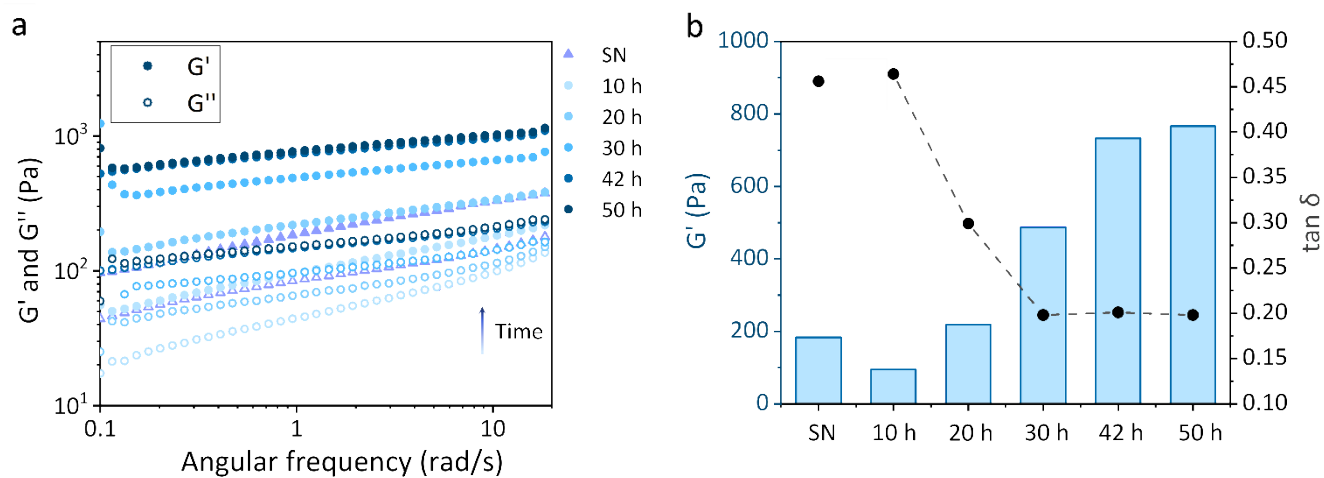 a
G' and G'' (Pa)
10³
10²
10¹
G'
G''
Time
0.1
1
10
Angular frequency (rad/s)
SN
10 h
20 h
30 h
42 h
50 h
b
G' (Pa)
1000
800
600
400
200
0
SN
10 h
20 h
30 h
42 h
50 h
0.50
0.45
0.40
0.35
0.30
0.25
0.20
0.15
0.10
tan δ